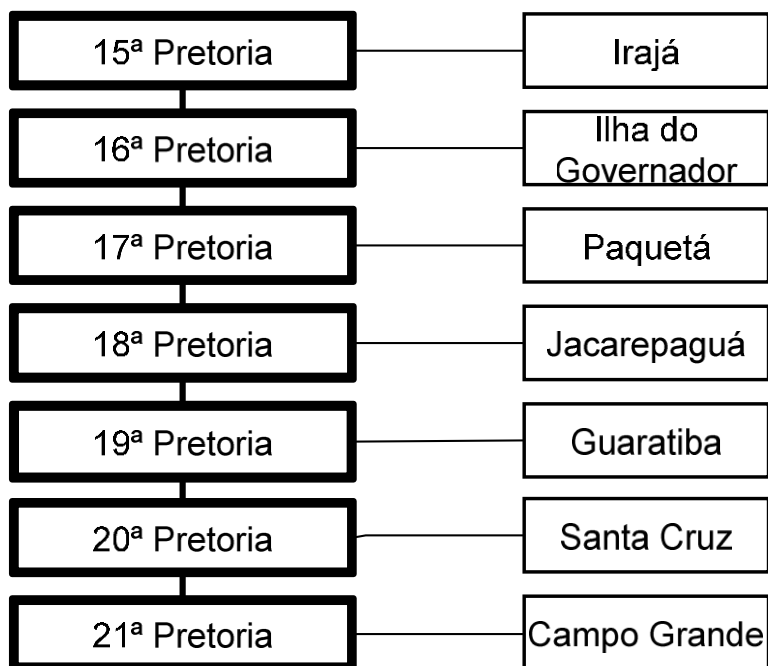 15ª Pretoria
Irajá
16ª Pretoria
Ilha do
Governador
17ª Pretoria
Paquetá
18ª Pretoria
Jacarepaguá
19ª Pretoria
Guaratiba
20ª Pretoria
Santa Cruz
21ª Pretoria
Campo Grande